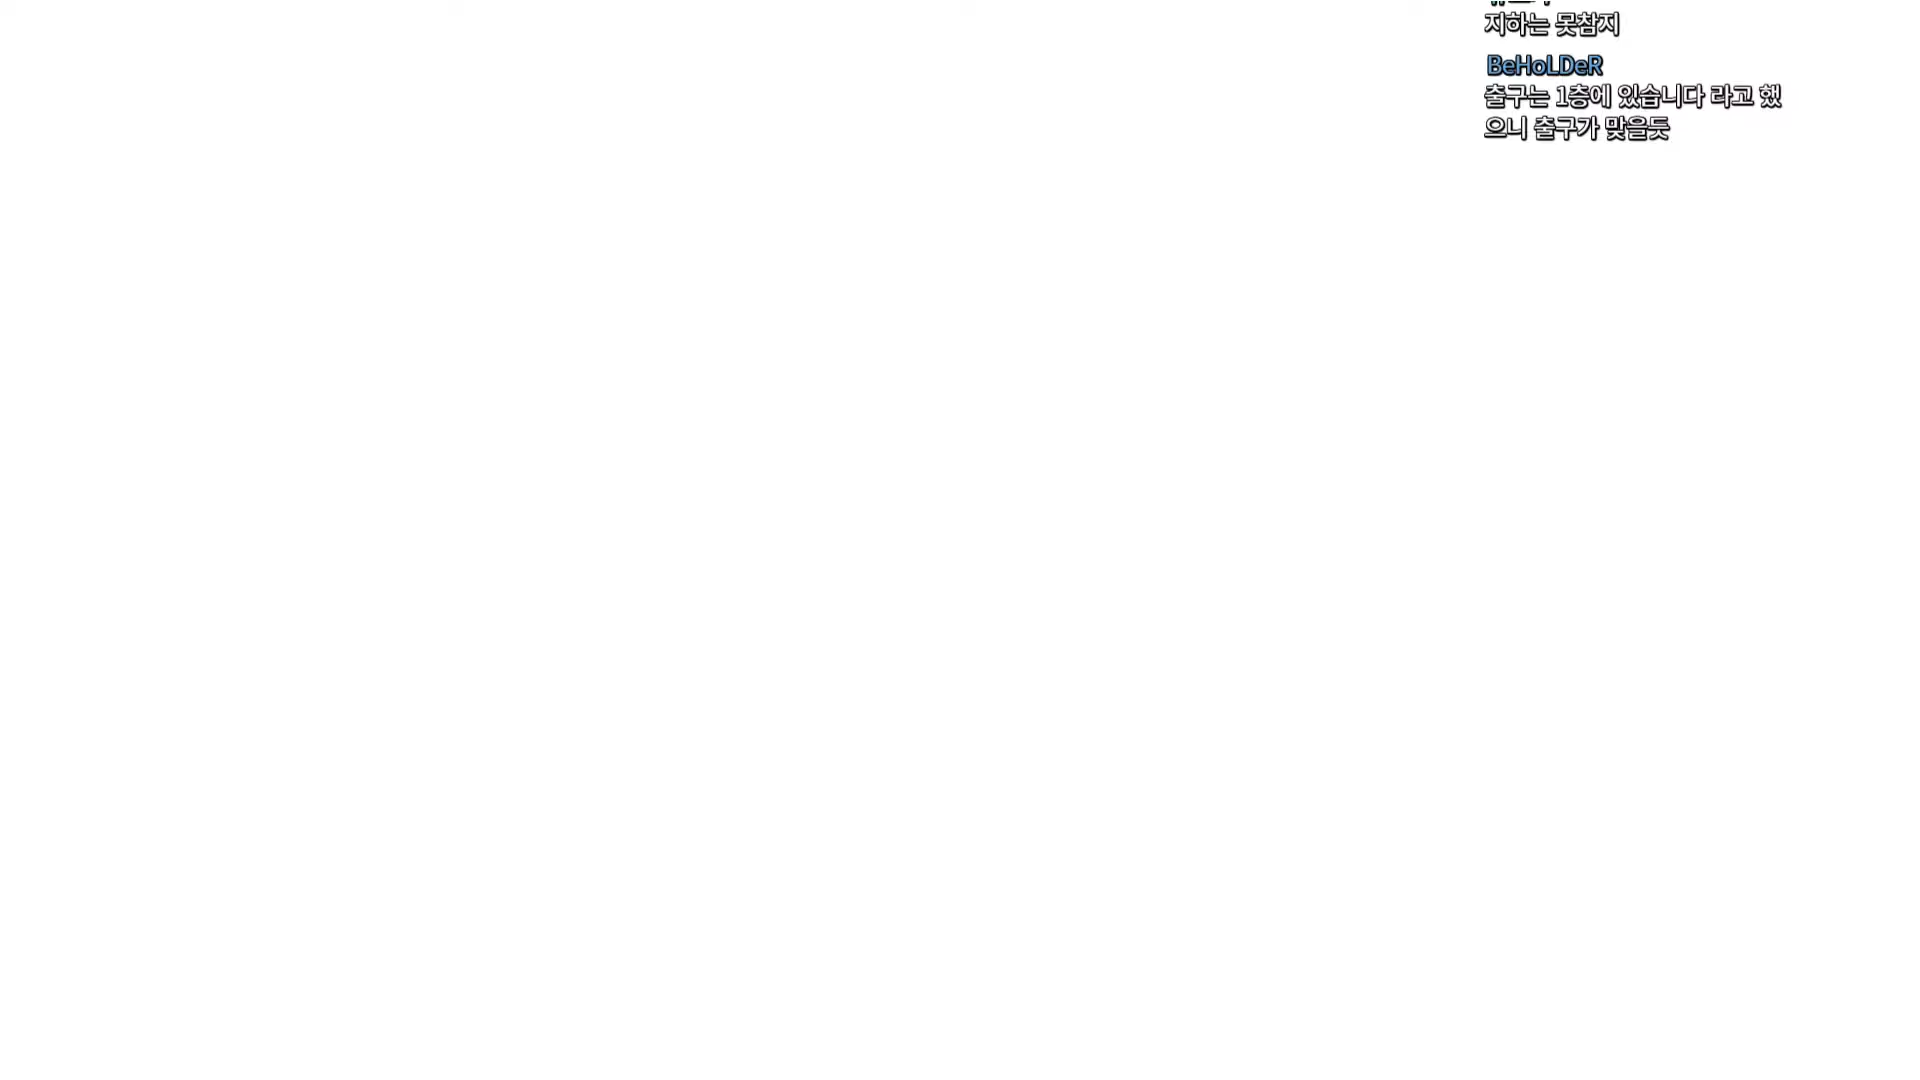 지하는 못참지
BeHoLDeR
출구는 1층에 있습니다 라고 했
으니 출구가 맞을듯